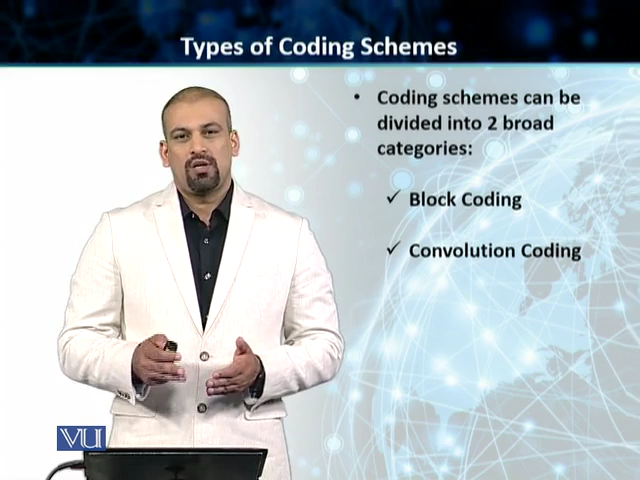 Types of Coding Schemes
• Coding schemes can be
divided into 2 broad
categories:
✓ Block Coding
✓ Convolution Coding
VU